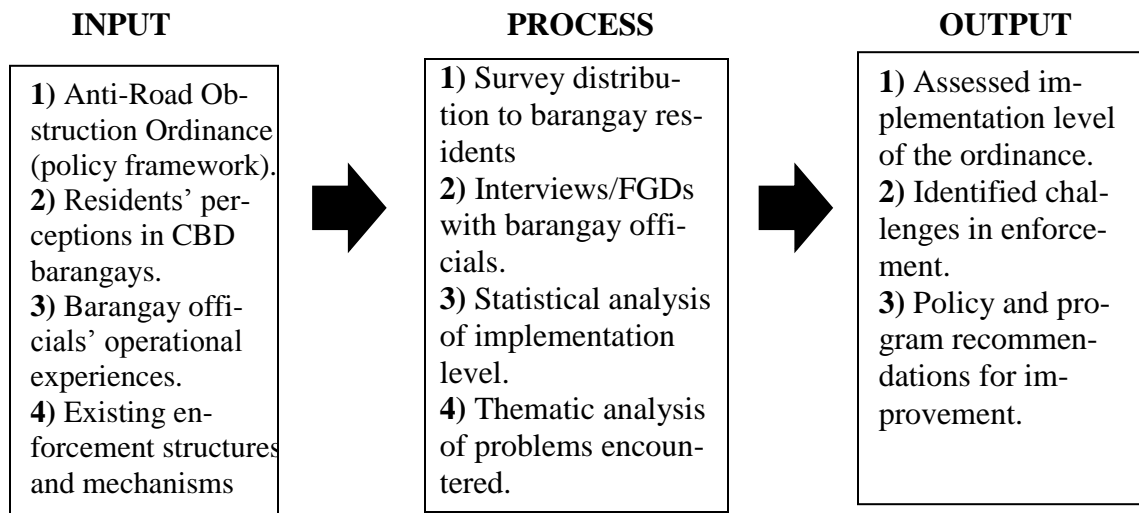 INPUT
1) Anti-Road Ob-
struction Ordinance
(policy framework).
2) Residents’ per-
ceptions in CBD
barangays.
3) Barangay offi-
cials’ operational
experiences.
4) Existing en-
forcement structures
and mechanisms
PROCESS
1) Survey distribu-
tion to barangay res-
idents
2) Interviews/FGDs
with barangay offi-
cials.
3) Statistical analysis
of implementation
level.
4) Thematic analysis
of problems encoun-
tered.
OUTPUT
1) Assessed im-
plementation level
of the ordinance.
2) Identified chal-
lenges in enforce-
ment.
3) Policy and pro-
gram recommen-
dations for im-
provement.